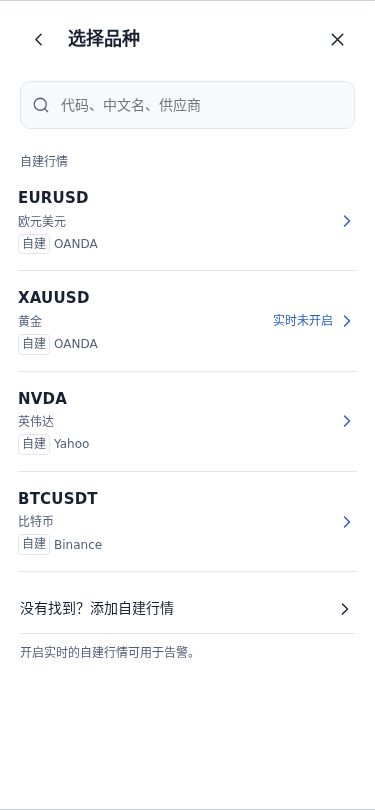 选择品种
代码、中文名、供应商
自建行情
EURUSD
欧元美元
自建 OANDA
XAUUSD
黄金
实时未开启
自建 OANDA
NVDA
英伟达
自建 Yahoo
BTCUSDT
比特币
自建 Binance
没有找到？添加自建行情
开启实时的自建行情可用于告警。